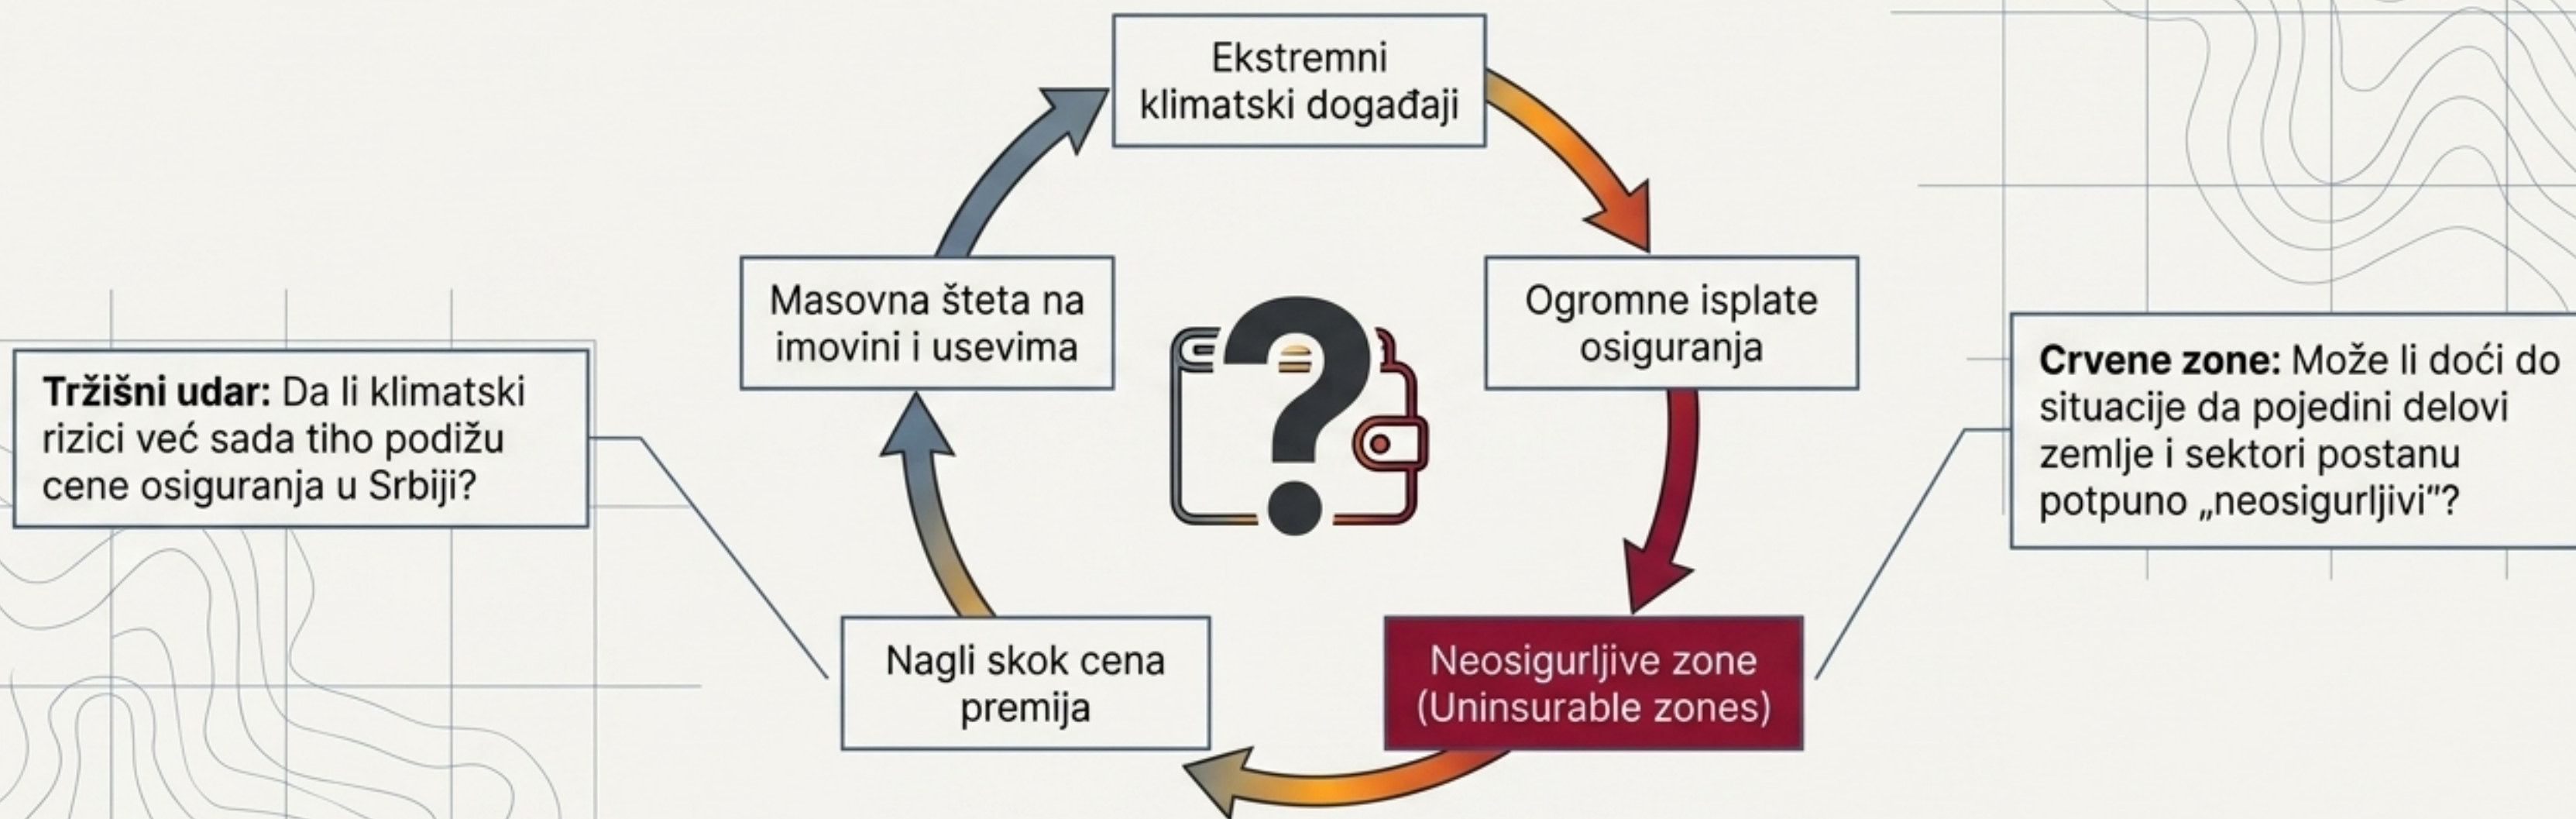 Ekstremni
klimatski događaji
Masovna šteta na
imovini i usevima
Ogromne isplate
osiguranja
Tržišni udar: Da li klimatski
rizici već sada tiho podižu
cene osiguranja u Srbiji?
Crvene zone: Može li doći do
situacije da pojedini delovi
zemlje i sektori postanu
potpuno „neosigurljivi”?
Nagli skok cena
premija
Neosigurljive zone
(Uninsurable zones)